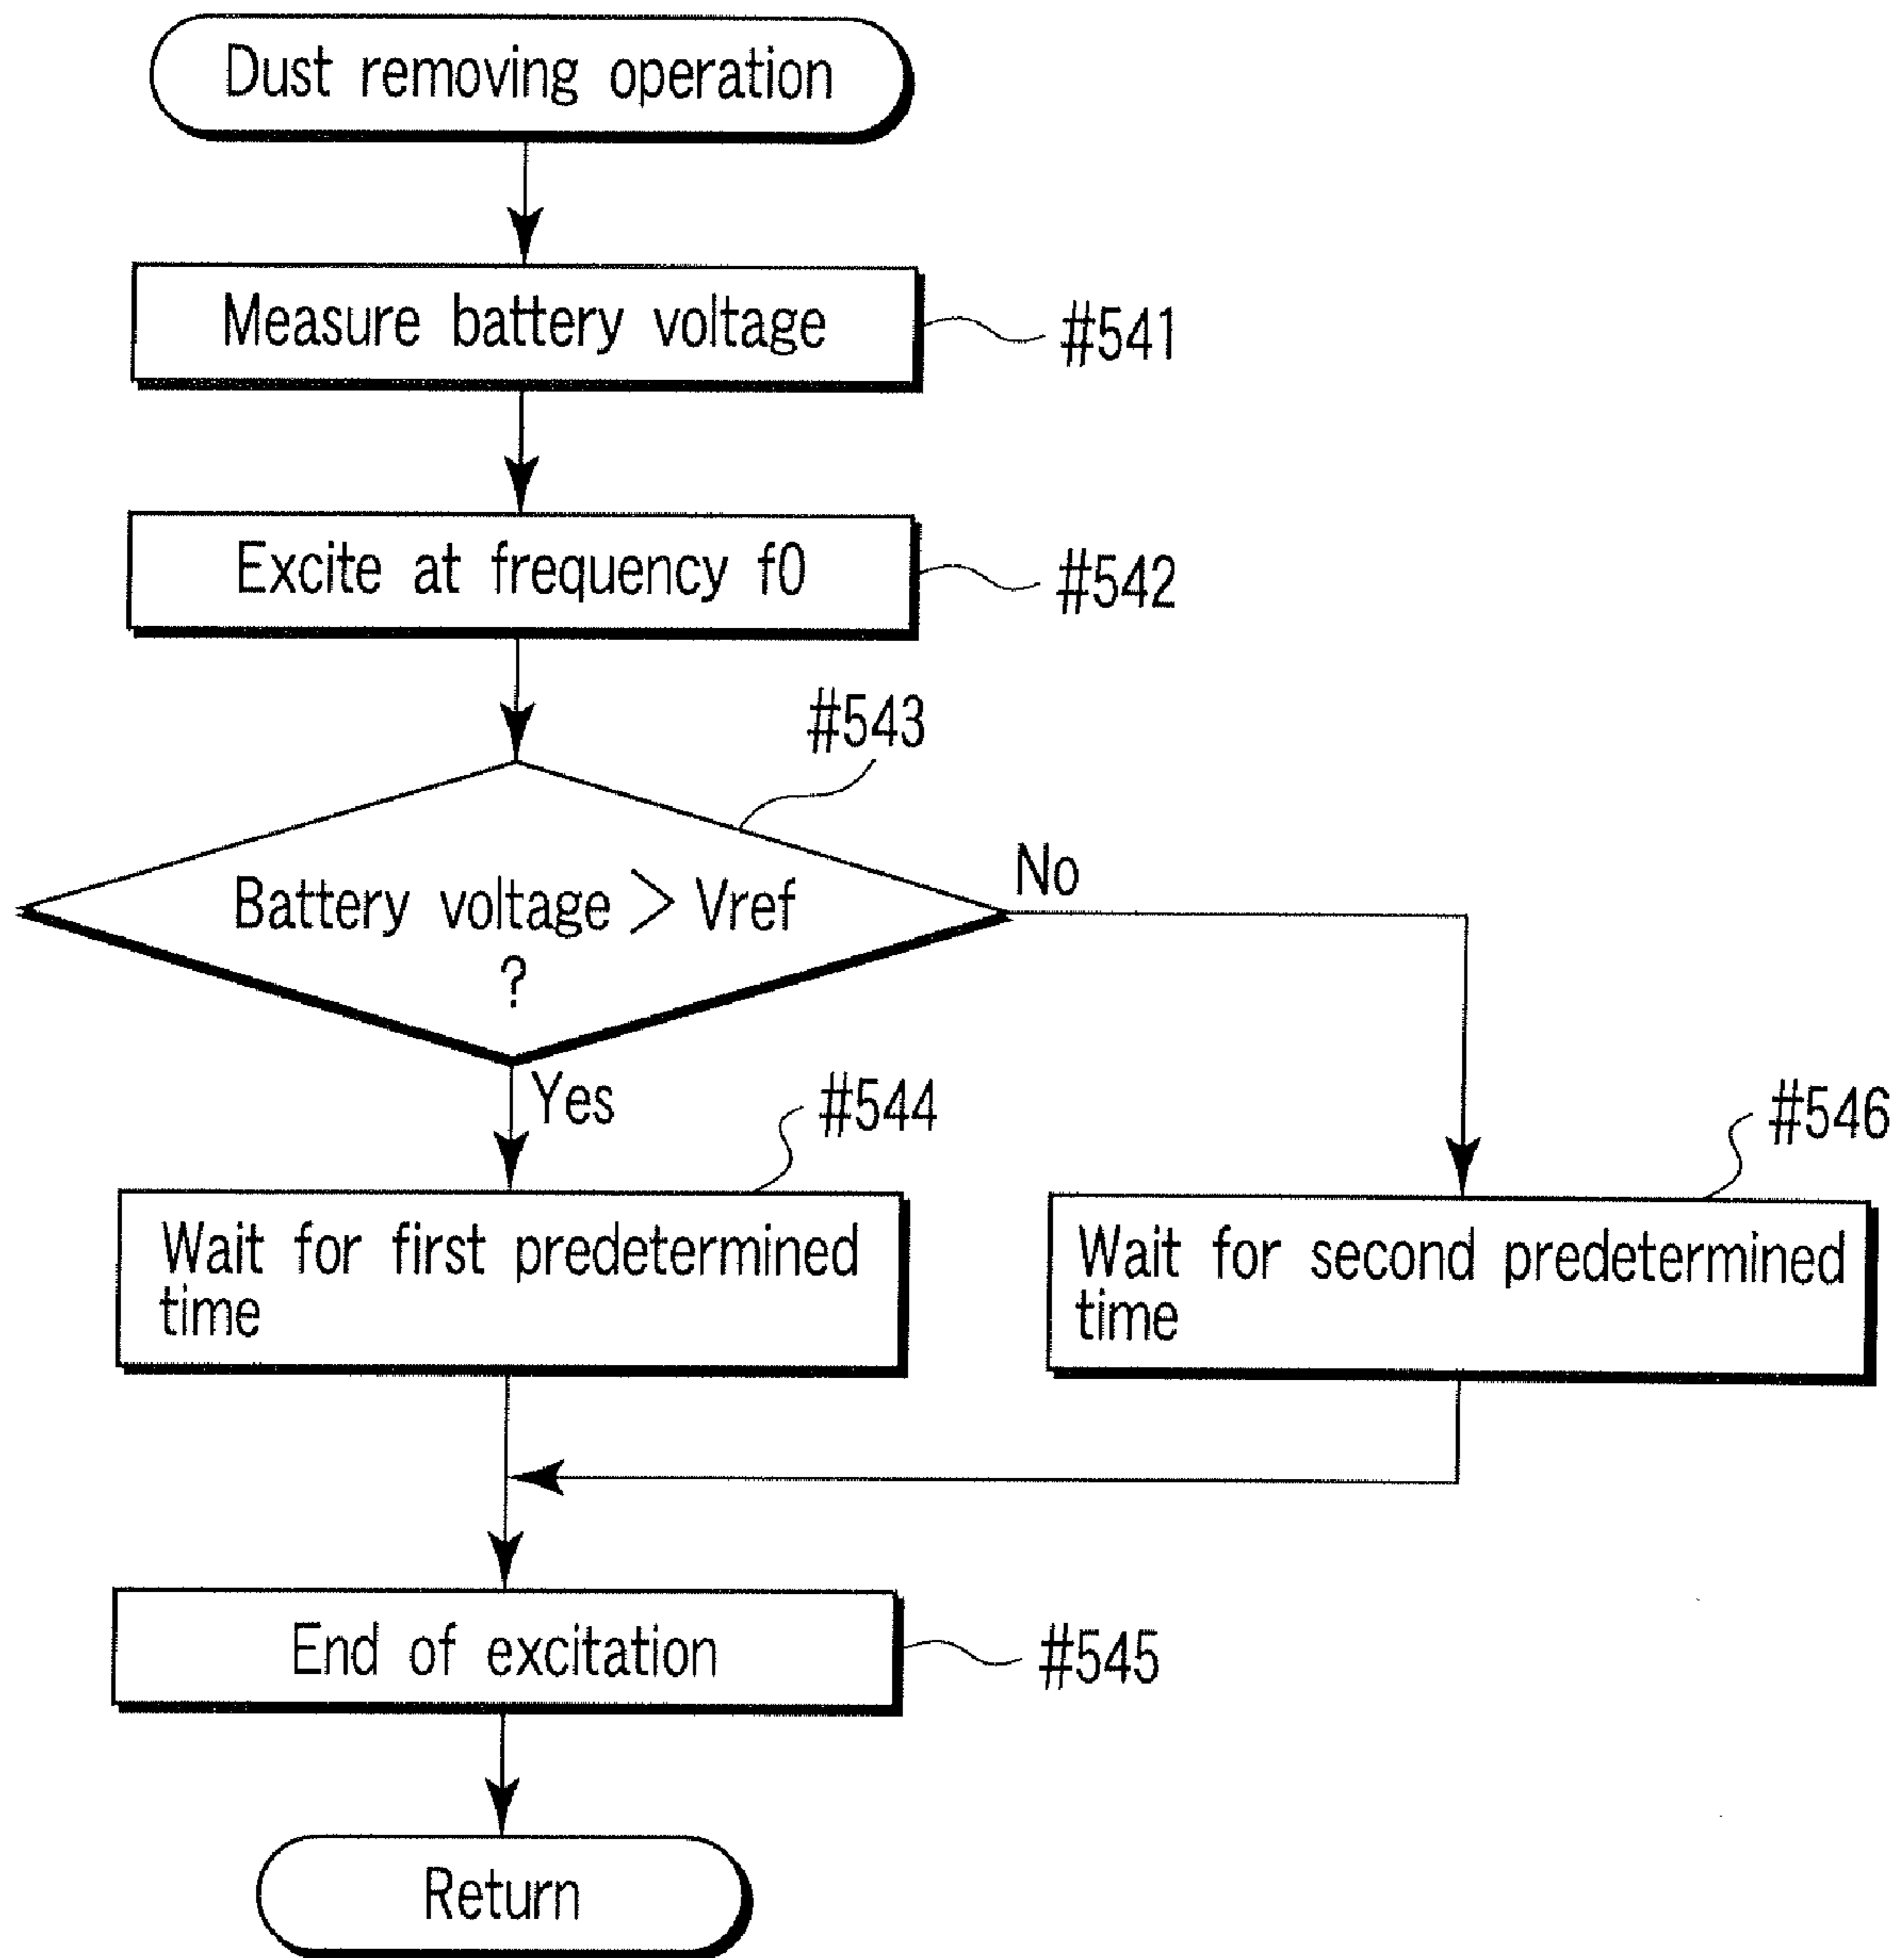 Dust removing operation
Measure battery voltage
#541
Excite at frequency f0
#542
#543
Battery voltage > Vref
?
No
Yes
#544
#546
Wait for first predetermined
time
Wait for second predetermined
time
End of excitation
#545
Return